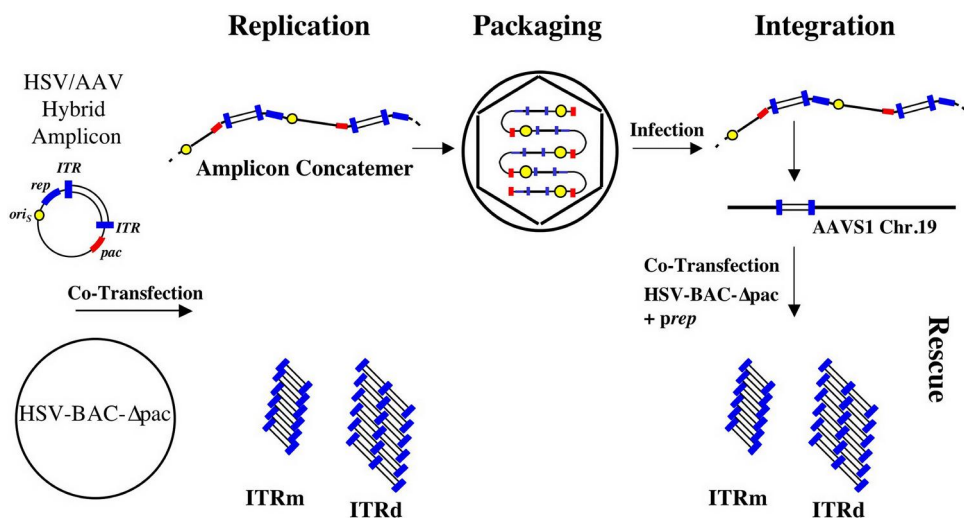 Replication
Packaging
Integration
HSV/AAV
Hybrid
Amplicon
ITR
rep
oriS
ITR
pac
Amplicon Concatemer
Infection
AAVS1 Chr.19
Co-Transfection
Co-Transfection
HSV-BAC-Δpac
+ prep
Rescue
HSV-BAC-Δpac
ITRm
ITRd
ITRm
ITRd